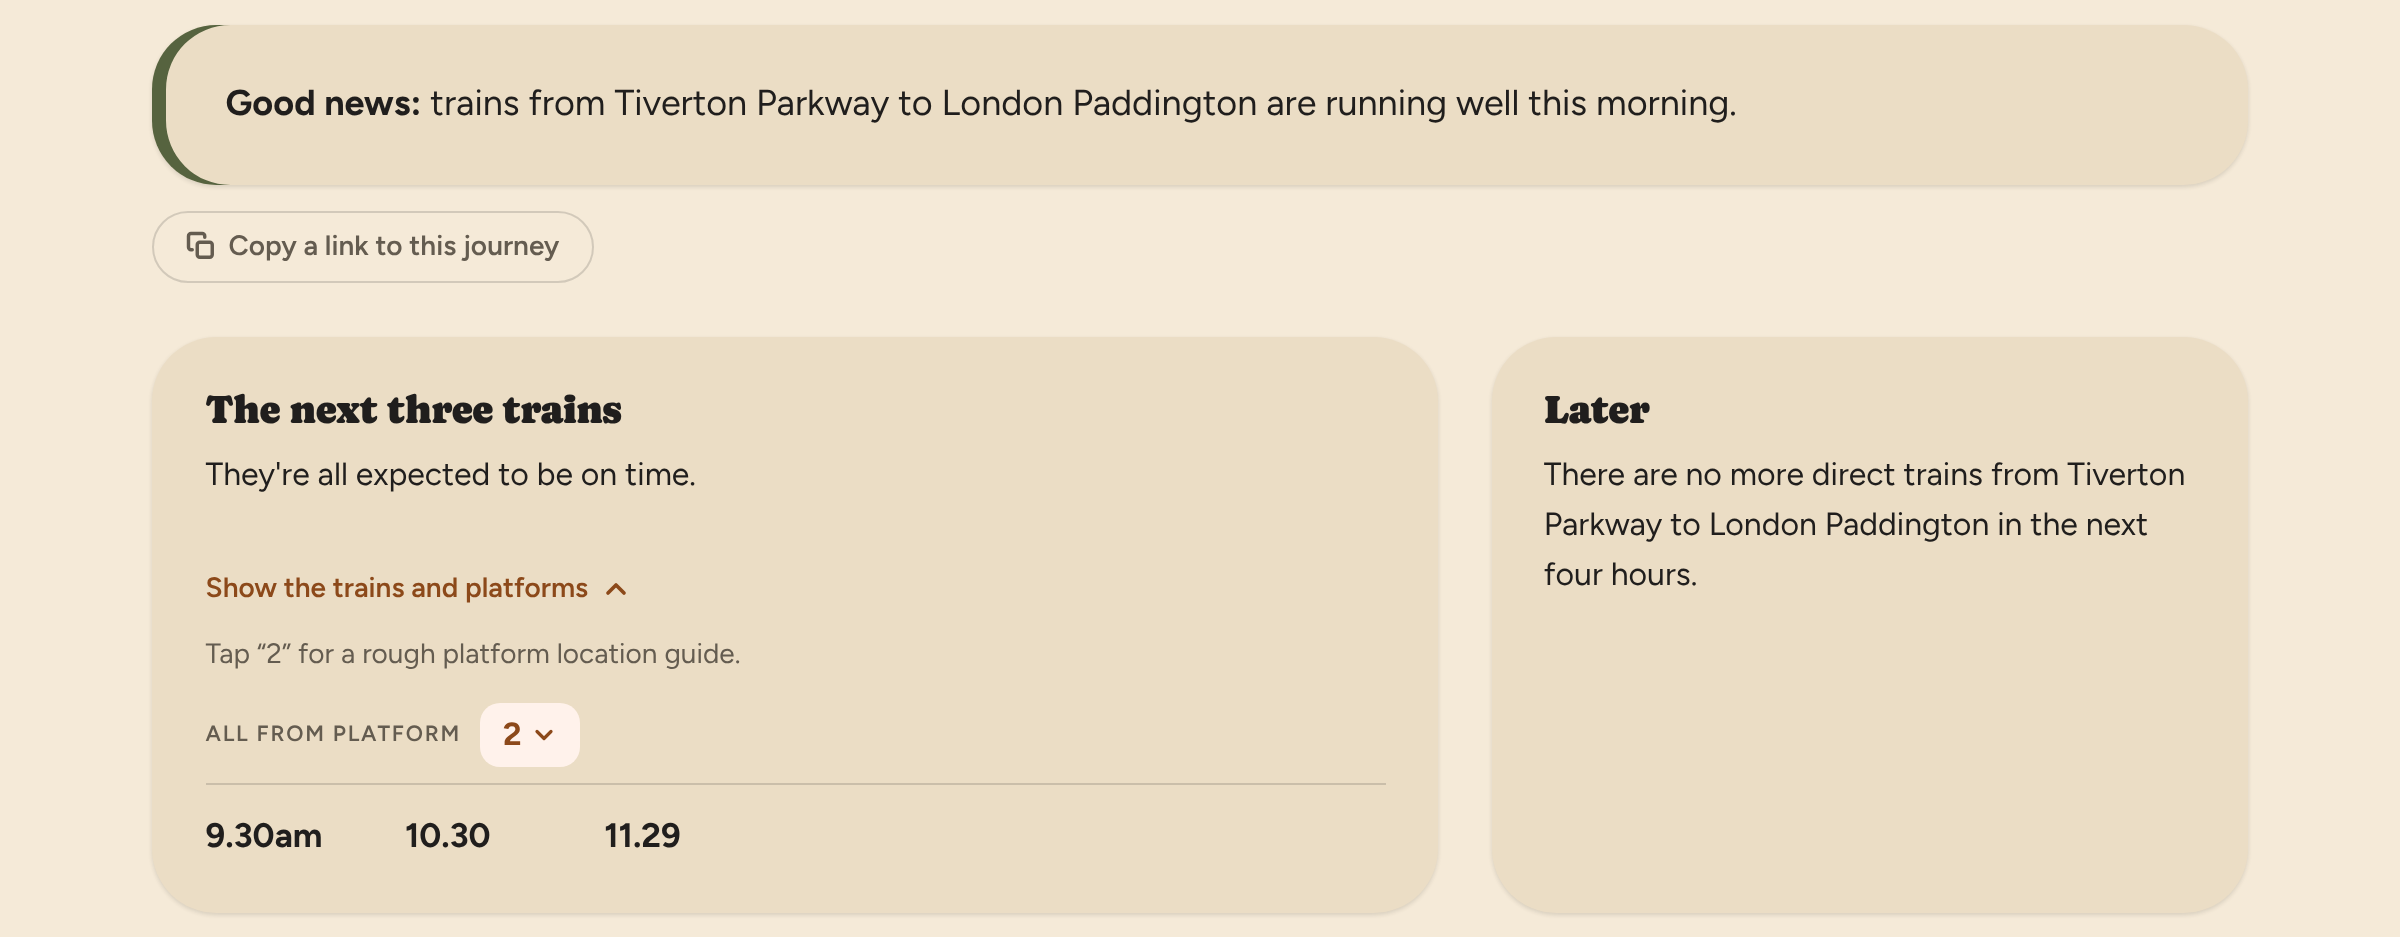 Good news: trains from Tiverton Parkway to London Paddington are running well this morning.
Copy a link to this journey
The next three trains
They're all expected to be on time.
Show the trains and platforms
Tap “2” for a rough platform location guide.
ALL FROM PLATFORM 2
9.30am 10.30 11.29
Later
There are no more direct trains from Tiverton
Parkway to London Paddington in the next
four hours.